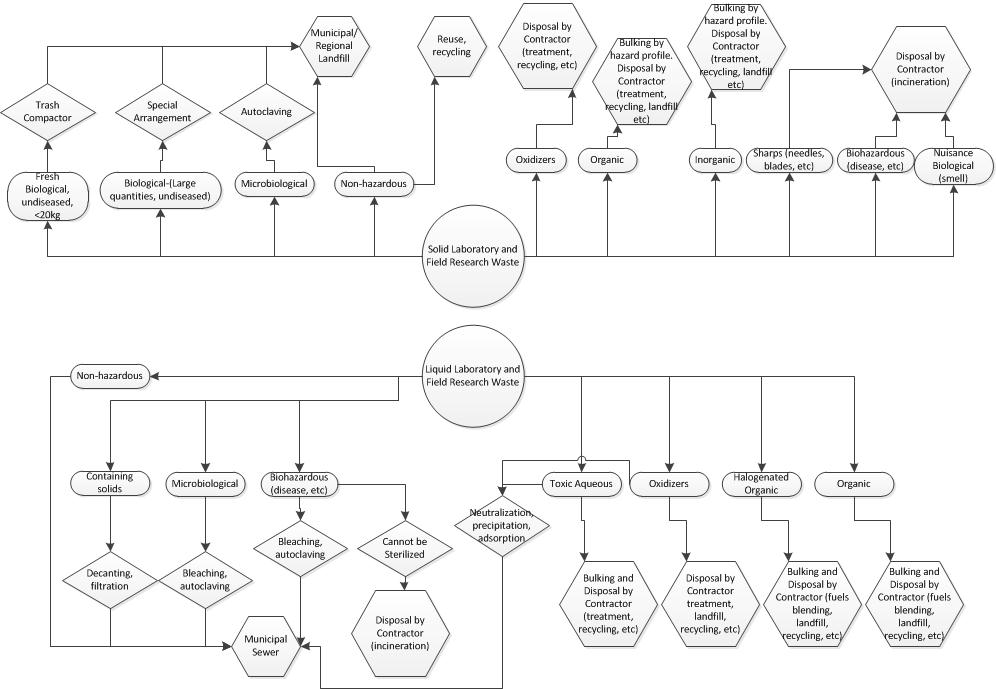 Municipal/
Regional
Landfill
Reuse,
recycling
Disposal by
Contractor
(treatment,
recycling, etc)
Bulking by
hazard profile.
Disposal by
Contractor
(treatment,
recycling, landfill
etc)
Bulking by
hazard profile.
Disposal by
Contractor
(treatment,
recycling, landfill
etc)
Disposal by
Contractor
(incineration)
Trash
Compactor
Special
Arrangement
Autoclaving
Oxidizers
Organic
Inorganic
Sharps (needles,
blades, etc)
Biohazardous
(disease, etc)
Nuisance
Biological
(smell)
Fresh
Biological,
undiseased,
<20kg
Biological-(Large
quantities, undiseased)
Microbiological
Non-hazardous
Solid Laboratory and
Field Research Waste
Liquid Laboratory and
Field Research Waste
Non-hazardous
Containing
solids
Microbiological
Biohazardous
(disease, etc)
Toxic Aqueous
Oxidizers
Halogenated
Organic
Organic
Neutralization,
precipitation,
adsorption
Bleaching,
autoclaving
Cannot be
Sterilized
Decanting,
filtration
Bleaching,
autoclaving
Bulking and
Disposal by
Contractor
(treatment,
recycling, etc)
Disposal by
Contractor
treatment,
landfill,
recycling, etc)
Bulking and
Disposal by
Contractor (fuels
blending,
landfill,
recycling, etc)
Bulking and
Disposal by
Contractor (fuels
blending,
landfill,
recycling, etc)
Municipal
Sewer
Disposal by
Contractor
(incineration)